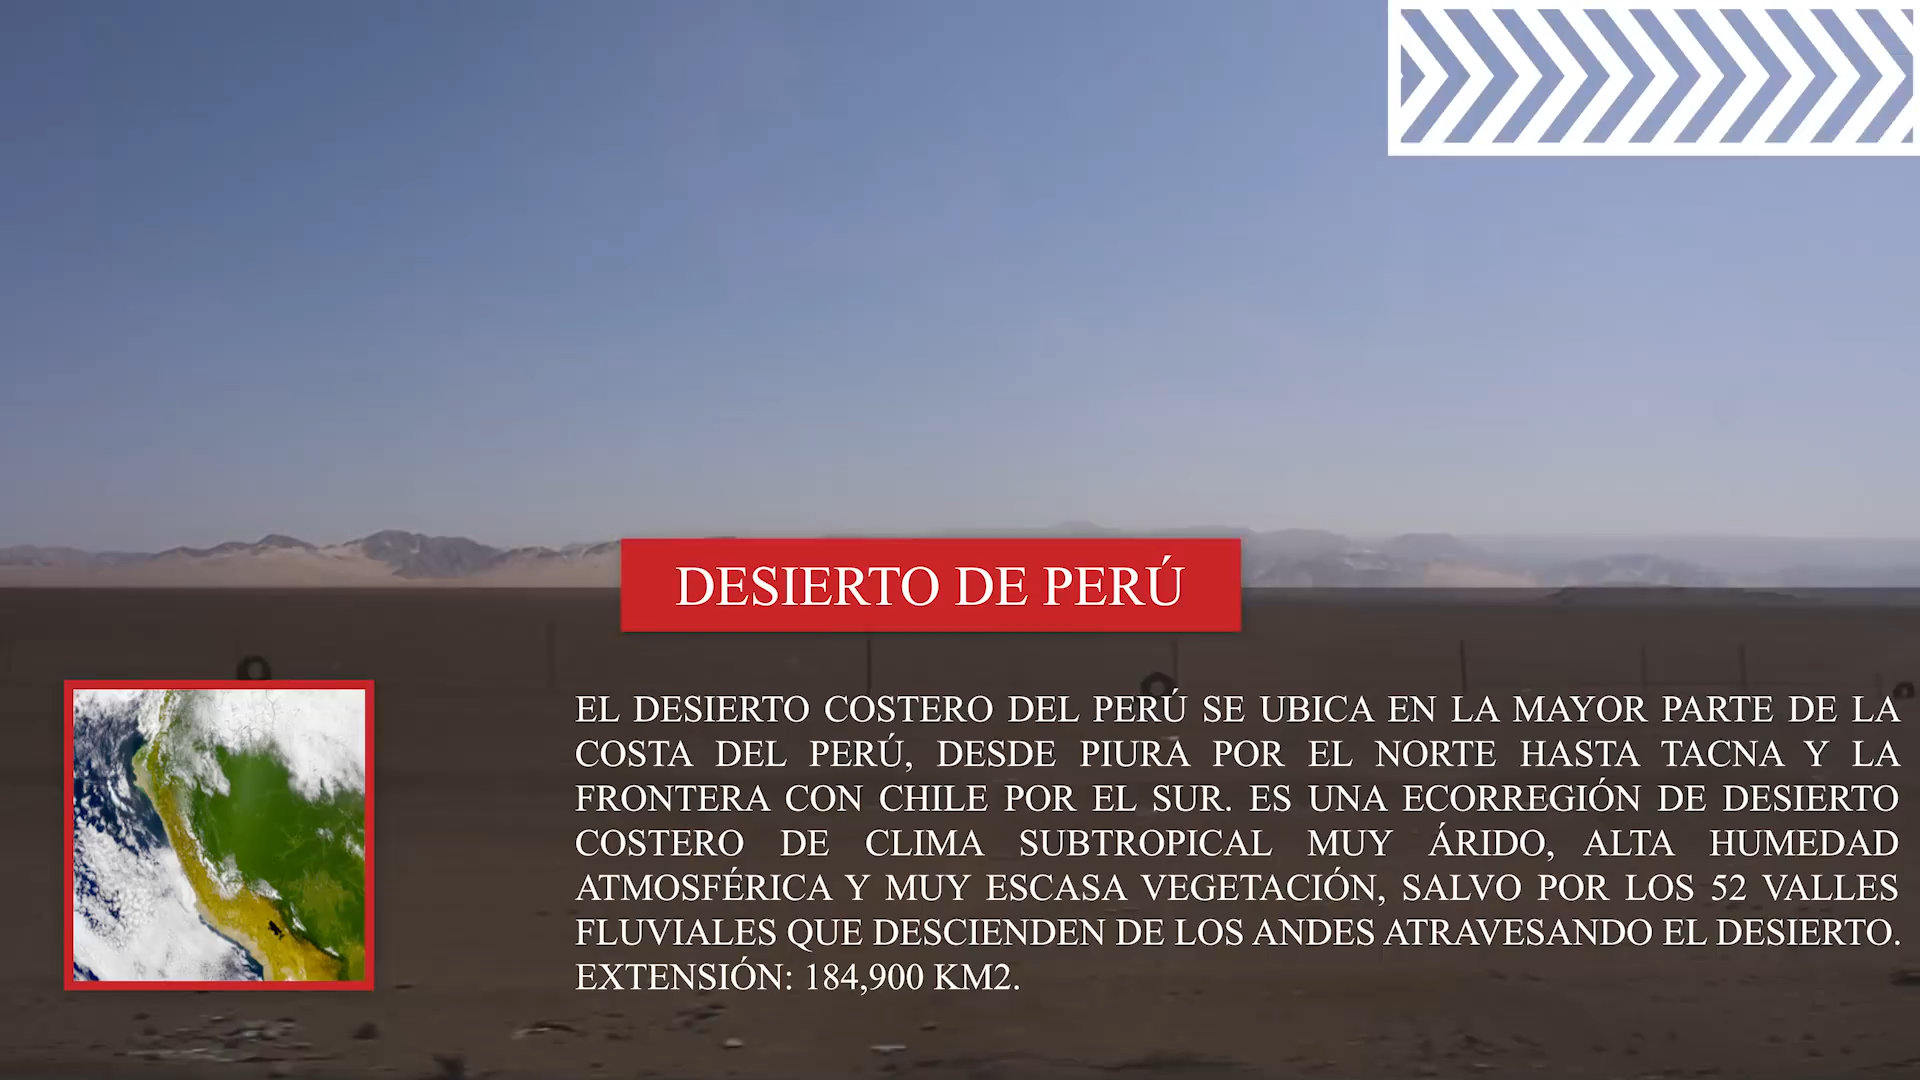 DESIERTO DE PERÚ
EL DESIERTO COSTERO DEL PERÚ SE UBICA EN LA MAYOR PARTE DE LA
COSTA DEL PERÚ, DESDE PIURA POR EL NORTE HASTA TACNA Y LA
FRONTERA CON CHILE POR EL SUR. ES UNA ECORREGIÓN DE DESIERTO
COSTERO DE CLIMA SUBTROPICAL MUY ÁRIDO, ALTA HUMEDAD
ATMOSFÉRICA Y MUY ESCASA VEGETACIÓN, SALVO POR LOS 52 VALLES
FLUVIALES QUE DESCIENDEN DE LOS ANDES ATRAVESANDO EL DESIERTO.
EXTENSIÓN: 184,900 KM2.